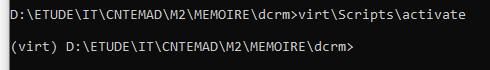 D:\ETUDE\IT\CNTEMAD\M2\MEMOIRE\dcrm>virt\Scripts\activate
(virt) D:\ETUDE\IT\CNTEMAD\M2\MEMOIRE\dcrm>